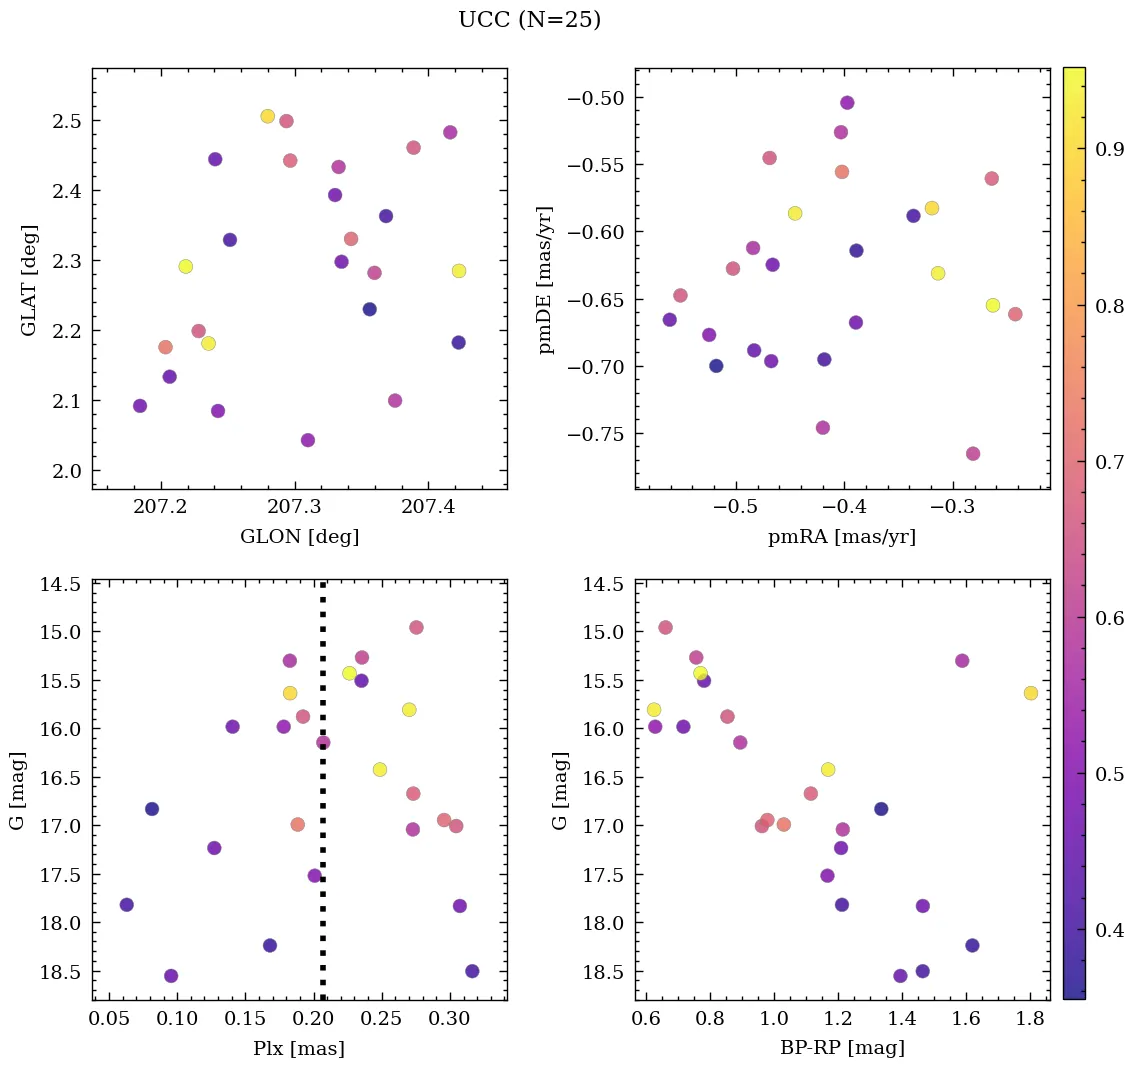 UCC (N=25)
2.5
2.4
2.3
2.2
2.1
2.0
GLAT [deg]
207.2 207.3 207.4
GLON [deg]
−0.50
−0.55
−0.60
−0.65
−0.70
−0.75
pmDE [mas/yr]
−0.5 −0.4 −0.3
pmRA [mas/yr]
0.9
0.8
0.7
0.6
0.5
0.4
14.5
15.0
15.5
16.0
16.5
17.0
17.5
18.0
18.5
G [mag]
0.05 0.10 0.15 0.20 0.25 0.30
Plx [mas]
14.5
15.0
15.5
16.0
16.5
17.0
17.5
18.0
18.5
G [mag]
0.6 0.8 1.0 1.2 1.4 1.6 1.8
BP-RP [mag]